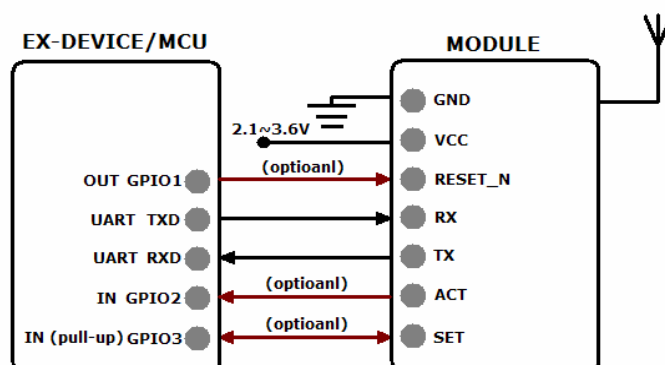 EX-DEVICE/MCU
MODULE
GND
2.1~3.6V
VCC
(optioanl)
OUT GPIO1
RESET_N
UART TXD
RX
UART RXD
TX
IN GPIO2
ACT
(optioanl)
IN (pull-up) GPIO3
(optioanl)
SET